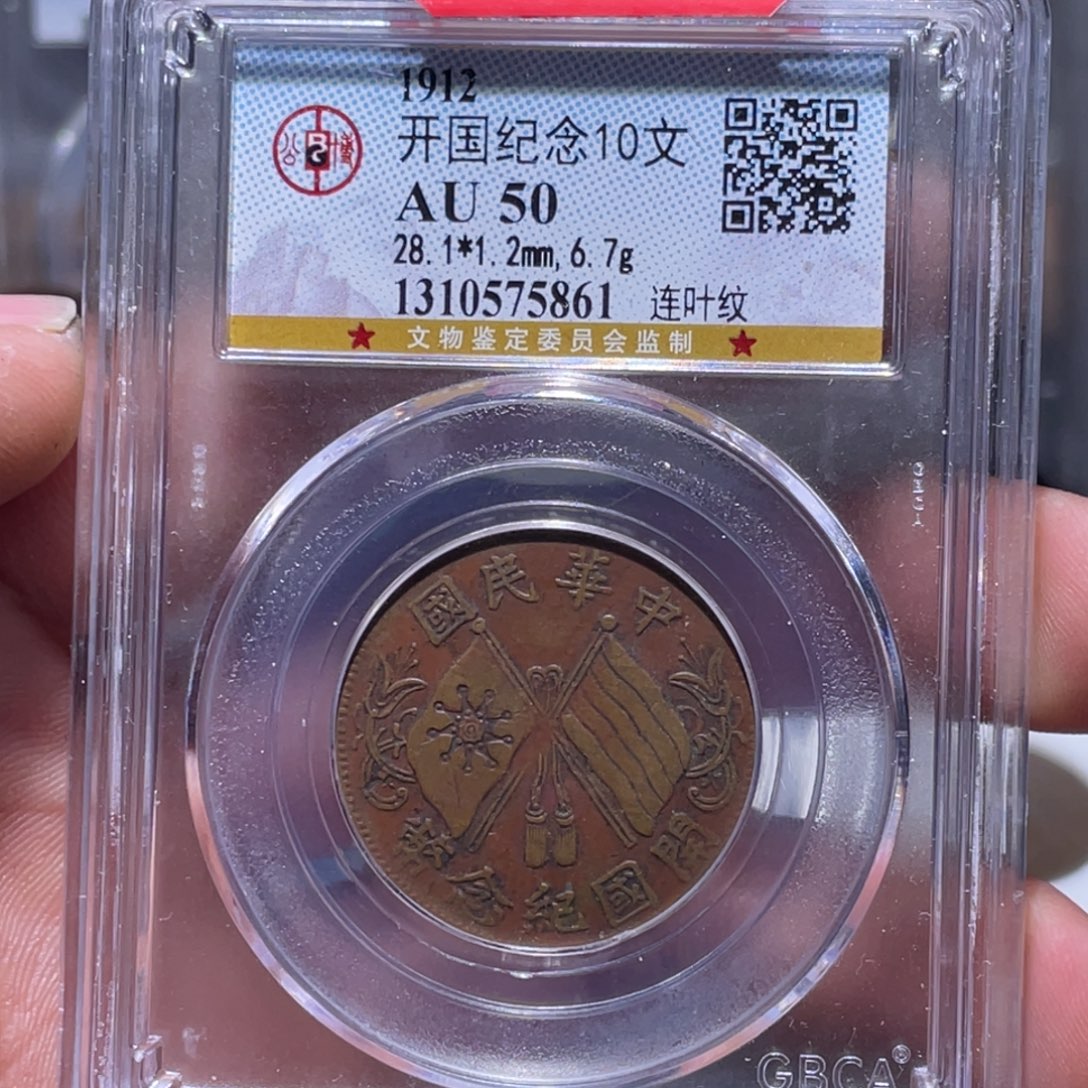 1912
开国纪念10文
AU 50
28.1*1.2mm, 6.7g
1310575861 连叶纹
公博
文物鉴定委员会监制
中華民國
開國紀念幣
GBCA®